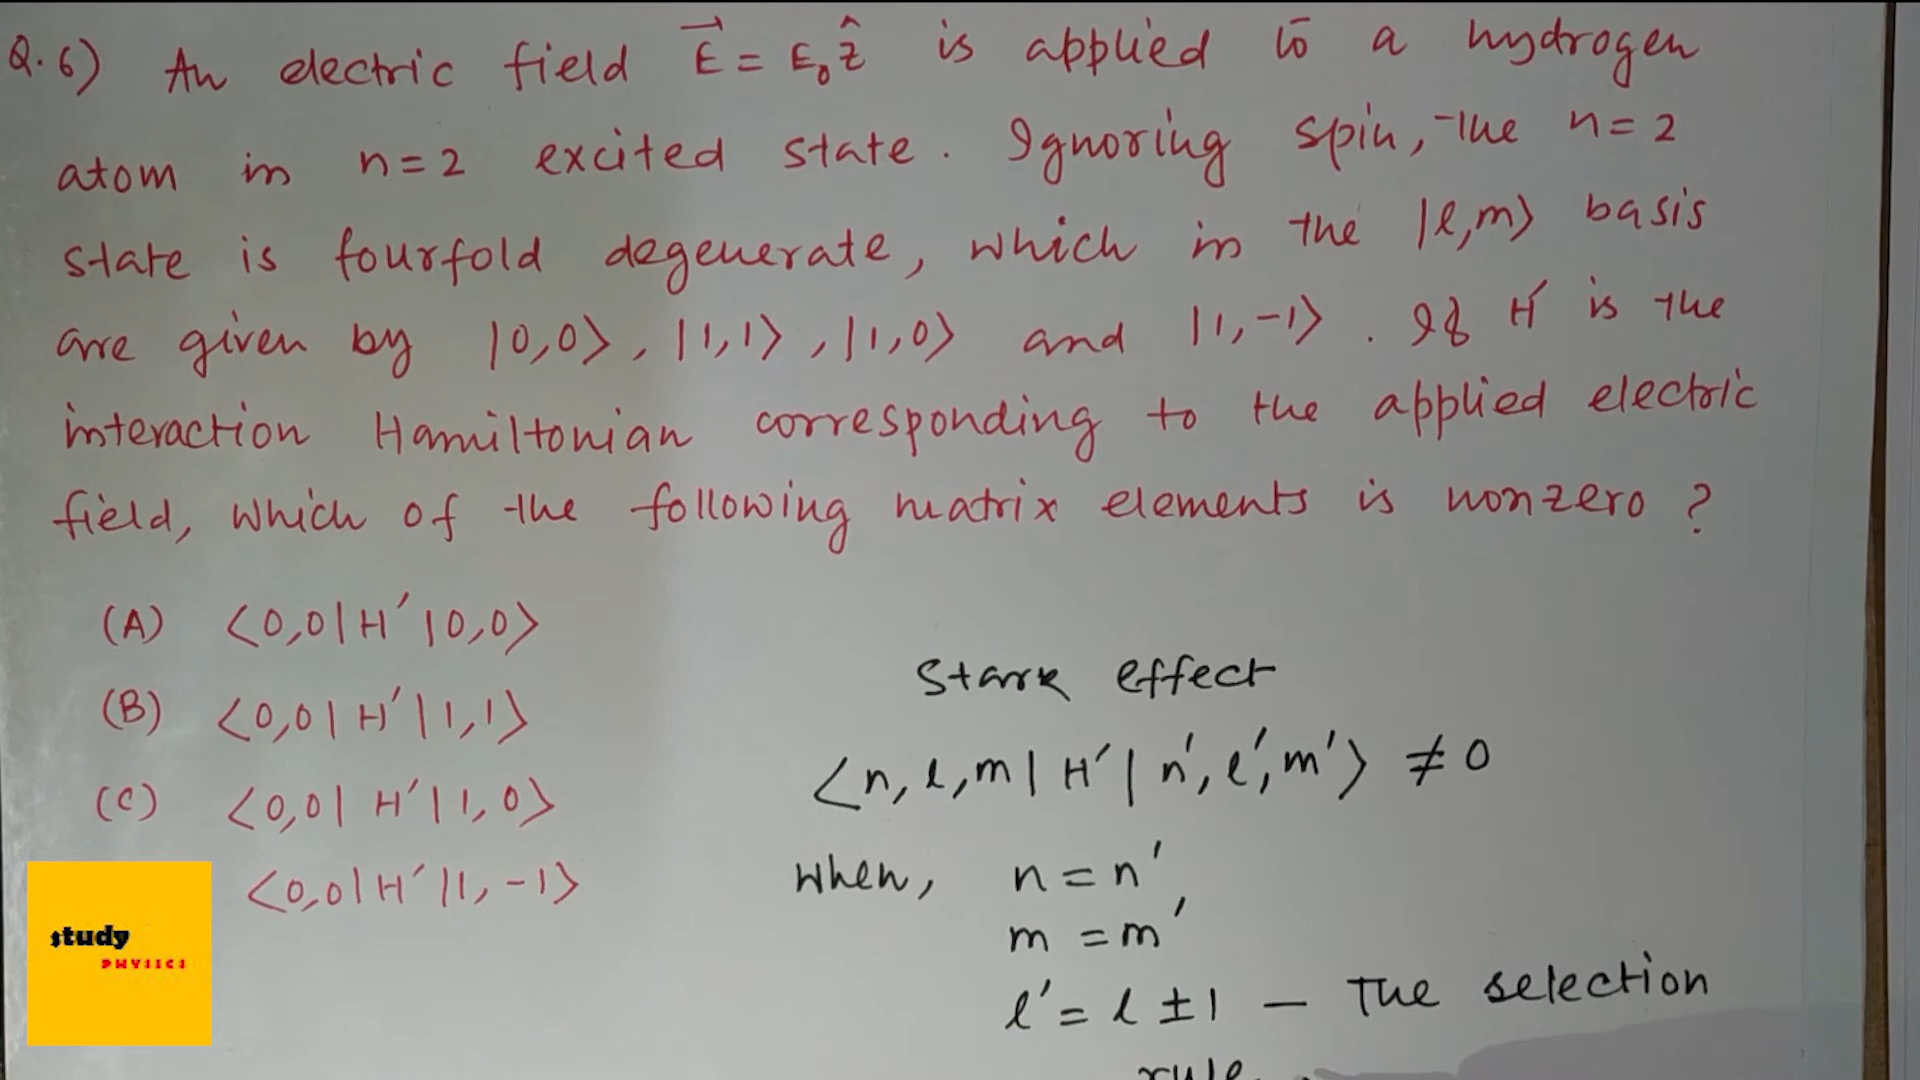 Q.6) An electric field E⃗ = E₀ẑ is applied to a hydrogen
atom in n=2 excited state. Ignoring spin, the n=2
state is fourfold degenerate, which in the |l,m⟩ basis
are given by |0,0⟩, |1,1⟩, |1,0⟩ and |1,-1⟩. If H' is the
interaction Hamiltonian corresponding to the applied electric
field, which of the following matrix elements is nonzero?
(A) ⟨0,0|H'|0,0⟩
(B) ⟨0,0|H'|1,1⟩
(C) ⟨0,0|H'|1,0⟩
⟨0,0|H'|1,-1⟩
Stark effect
⟨n,l,m|H'|n',l',m'⟩ ≠ 0
when, n=n',
m=m'
l'=l±1 — The selection
rule.
study
PHYSICS